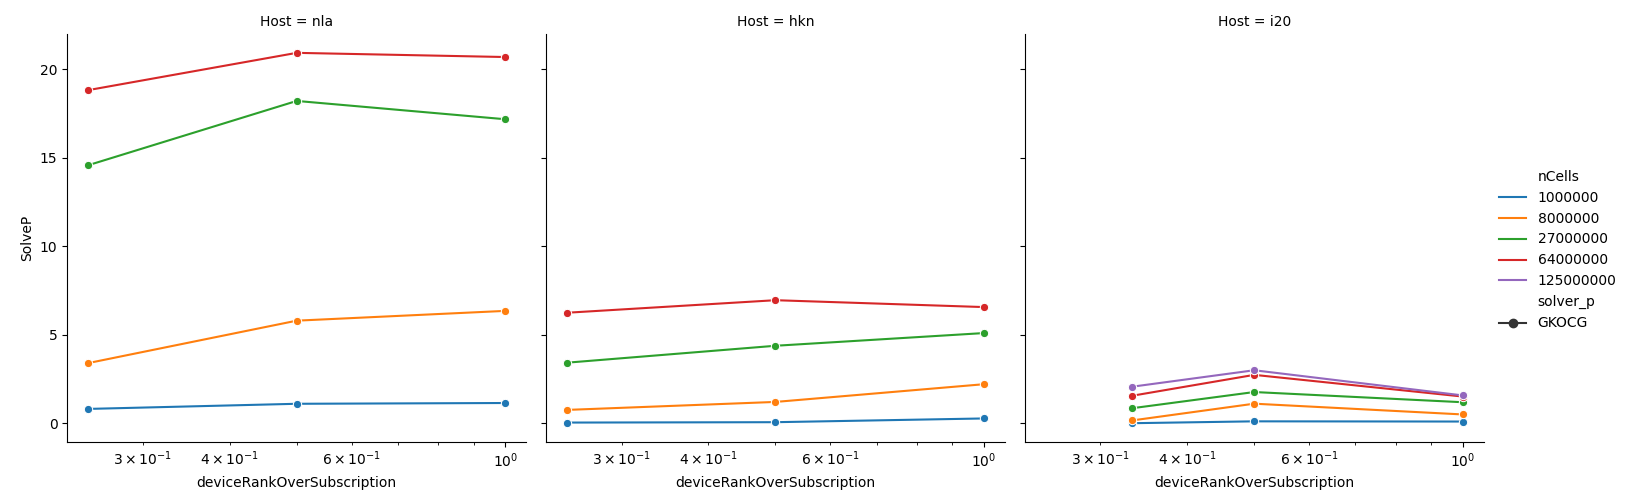 Host = nla
Host = hkn
Host = i20
SolveP
20
15
10
5
0
3 × 10⁻¹
4 × 10⁻¹
6 × 10⁻¹
10⁰
3 × 10⁻¹
4 × 10⁻¹
6 × 10⁻¹
10⁰
3 × 10⁻¹
4 × 10⁻¹
6 × 10⁻¹
10⁰
deviceRankOverSubscription
deviceRankOverSubscription
deviceRankOverSubscription
nCells
1000000
8000000
27000000
64000000
125000000
solver_p
GKOCG